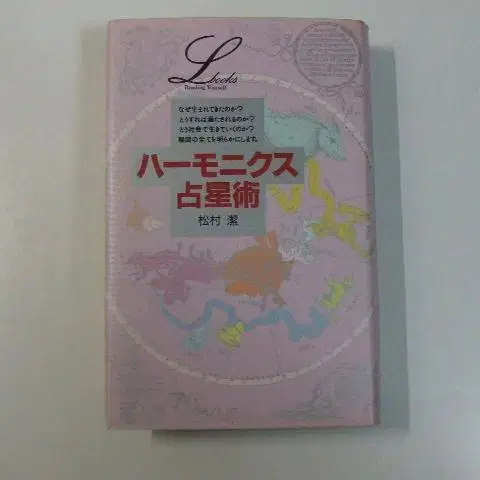 L books
Reading Yourself
なぜ生まれてきたのか?
どうすれば満たされるのか?
どう社会で生きていくのか?
疑問の全てを明らかにします。
ハーモニクス
占星術
松村 潔